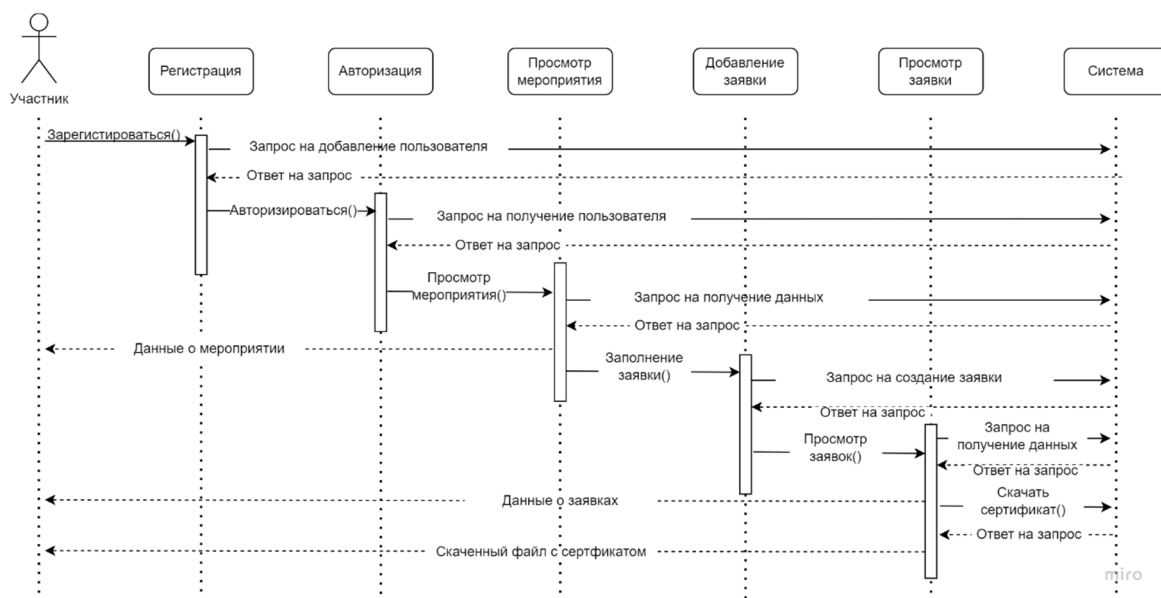 Участник
Регистрация
Авторизация
Просмотр
мероприятия
Добавление
заявки
Просмотр
заявки
Система
Зарегистироваться()
Запрос на добавление пользователя
Ответ на запрос
Авторизироваться()
Запрос на получение пользователя
Ответ на запрос
Просмотр
мероприятия()
Запрос на получение данных
Ответ на запрос
Данные о мероприятии
Заполнение
заявки()
Запрос на создание заявки
Ответ на запрос
Просмотр
заявок()
Запрос на
получение данных
Ответ на запрос
Данные о заявках
Скачать
сертификат()
Ответ на запрос
Скаченный файл с сертфикатом
miro